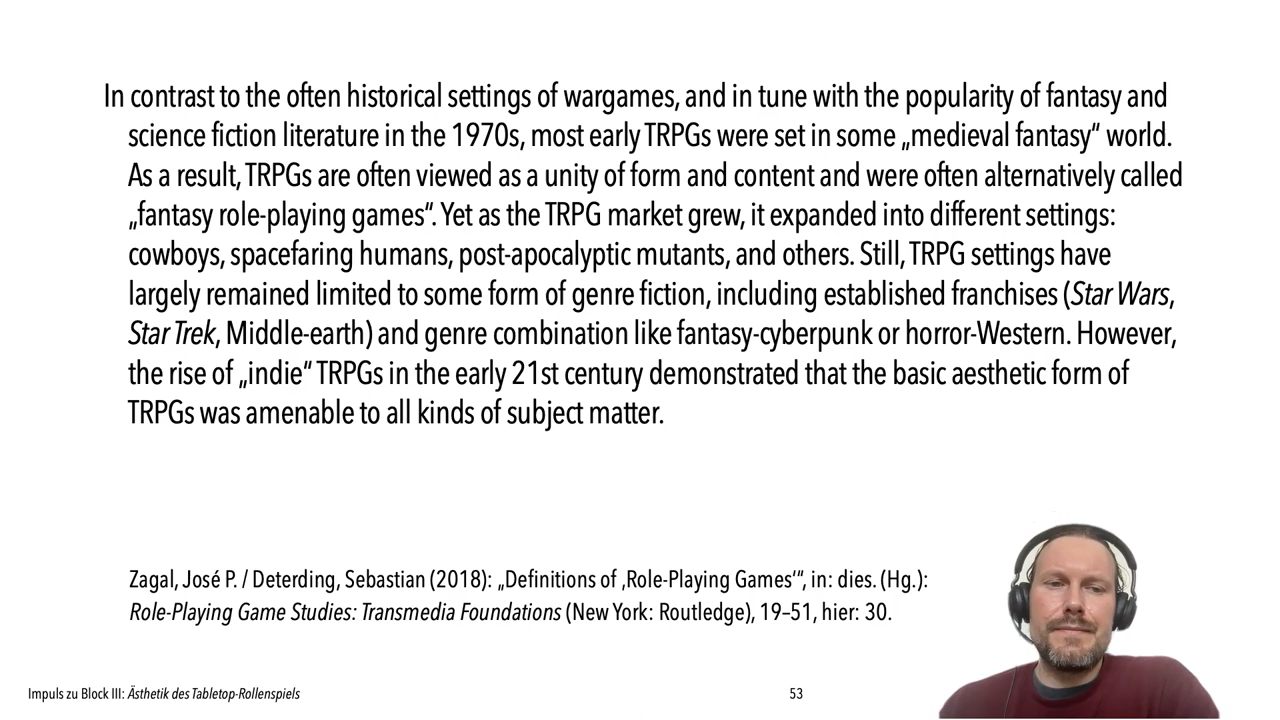 In contrast to the often historical settings of wargames, and in tune with the popularity of fantasy and
science fiction literature in the 1970s, most early TRPGs were set in some „medieval fantasy“ world.
As a result, TRPGs are often viewed as a unity of form and content and were often alternatively called
„fantasy role-playing games“. Yet as the TRPG market grew, it expanded into different settings:
cowboys, spacefaring humans, post-apocalyptic mutants, and others. Still, TRPG settings have
largely remained limited to some form of genre fiction, including established franchises (Star Wars,
Star Trek, Middle-earth) and genre combination like fantasy-cyberpunk or horror-Western. However,
the rise of „indie“ TRPGs in the early 21st century demonstrated that the basic aesthetic form of
TRPGs was amenable to all kinds of subject matter.
Zagal, José P. / Deterding, Sebastian (2018): „Definitions of ‚Role-Playing Games‘“, in: dies. (Hg.):
Role-Playing Game Studies: Transmedia Foundations (New York: Routledge), 19–51, hier: 30.
Impuls zu Block III: Ästhetik des Tabletop-Rollenspiels
53